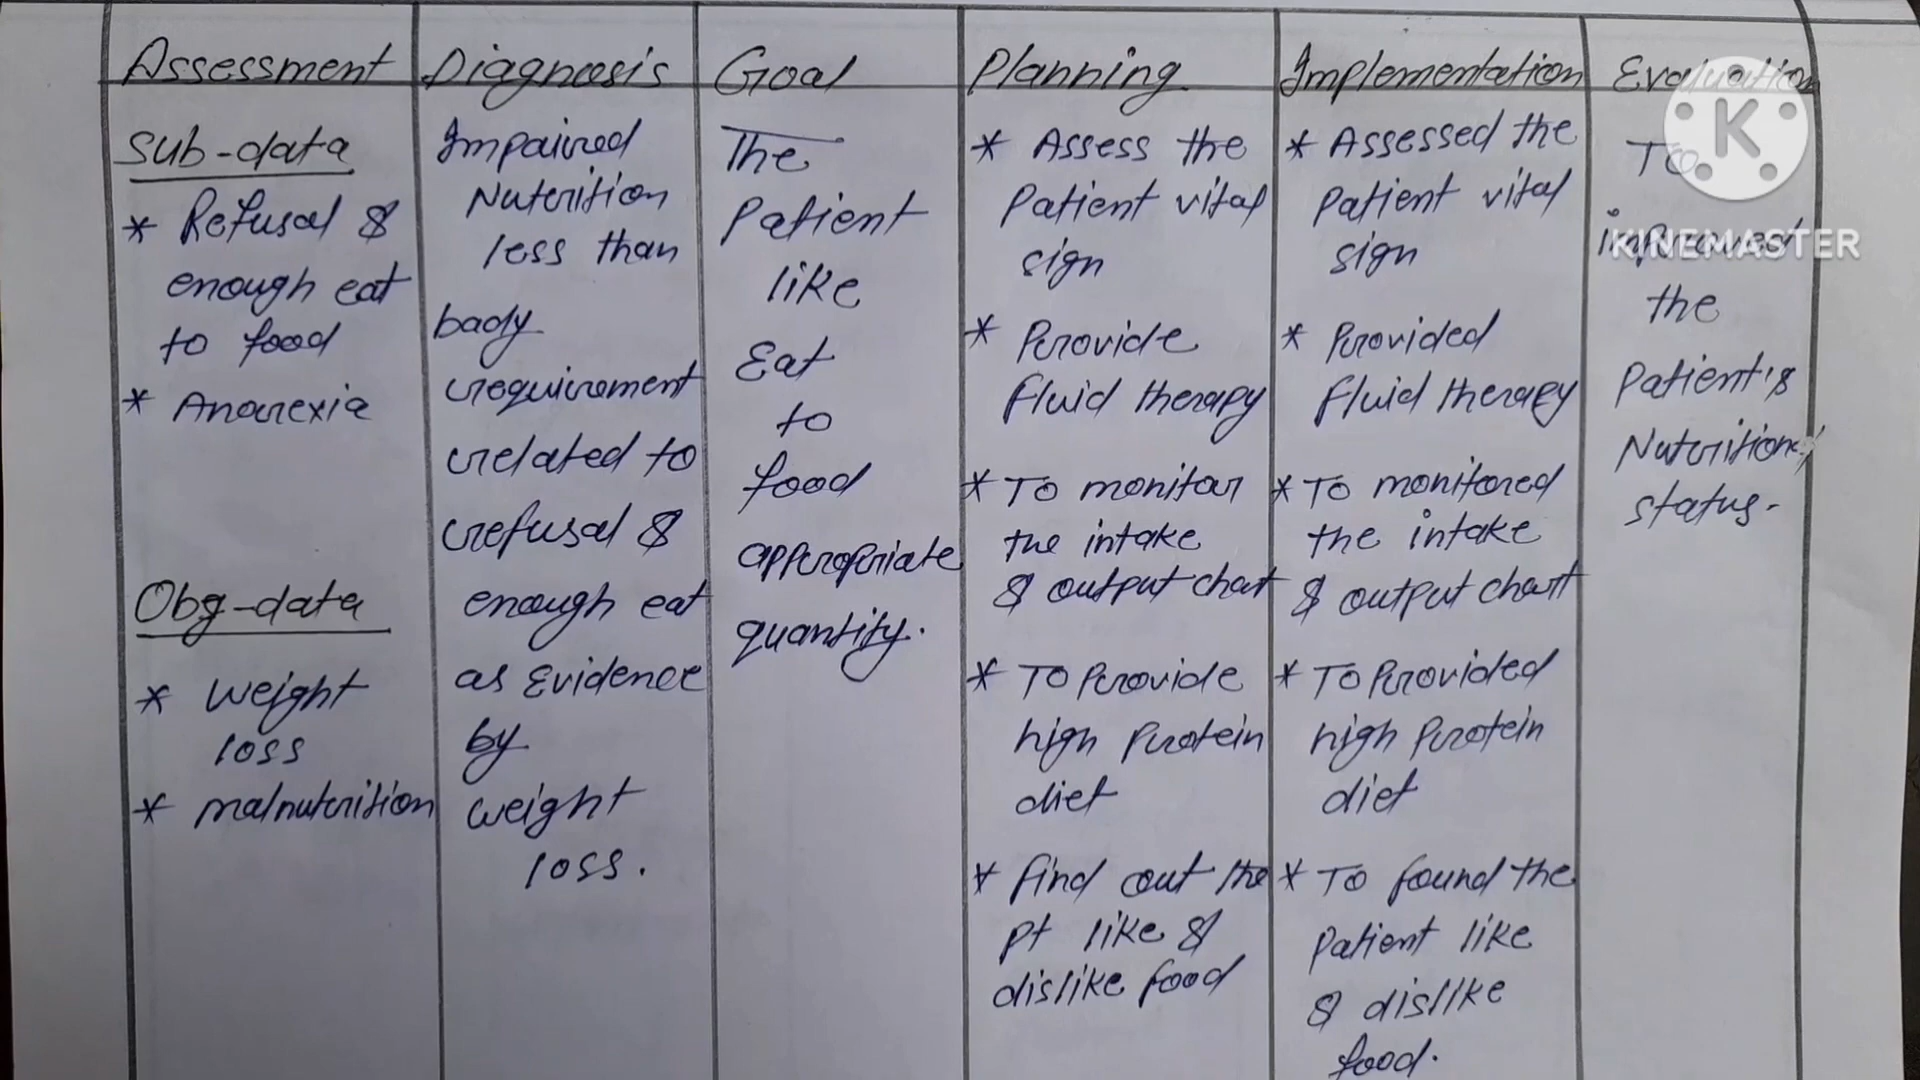 Assessment
Sub-data
* Refusal &
enough eat
to food
* Anorexia
Obg-data
* Weight
loss
* malnutrition
Diagnosis
Impaired
Nutrition
less than
bady
requirement
related to
refusal &
enough eat
as Evidence
by
weight
loss.
Goal
The
Patient
like
Eat
to
food
appropriate
quantity.
Planning
* Assess the
Patient vital
sign
* Provide
fluid therapy
* To monitor
the intake
& output chart
* To Provide
high Protein
diet
* find out the
pt like &
dislike food
Implementation
* Assessed the
Patient vital
sign
* Provided
fluid therapy
* To monitored
the intake
& output chart
* To Provided
high Protein
diet
* To found the
Patient like
& dislike
food.
Evaluation
To
improved
the
Patient's
Nutritional
status.
K
KINEMASTER